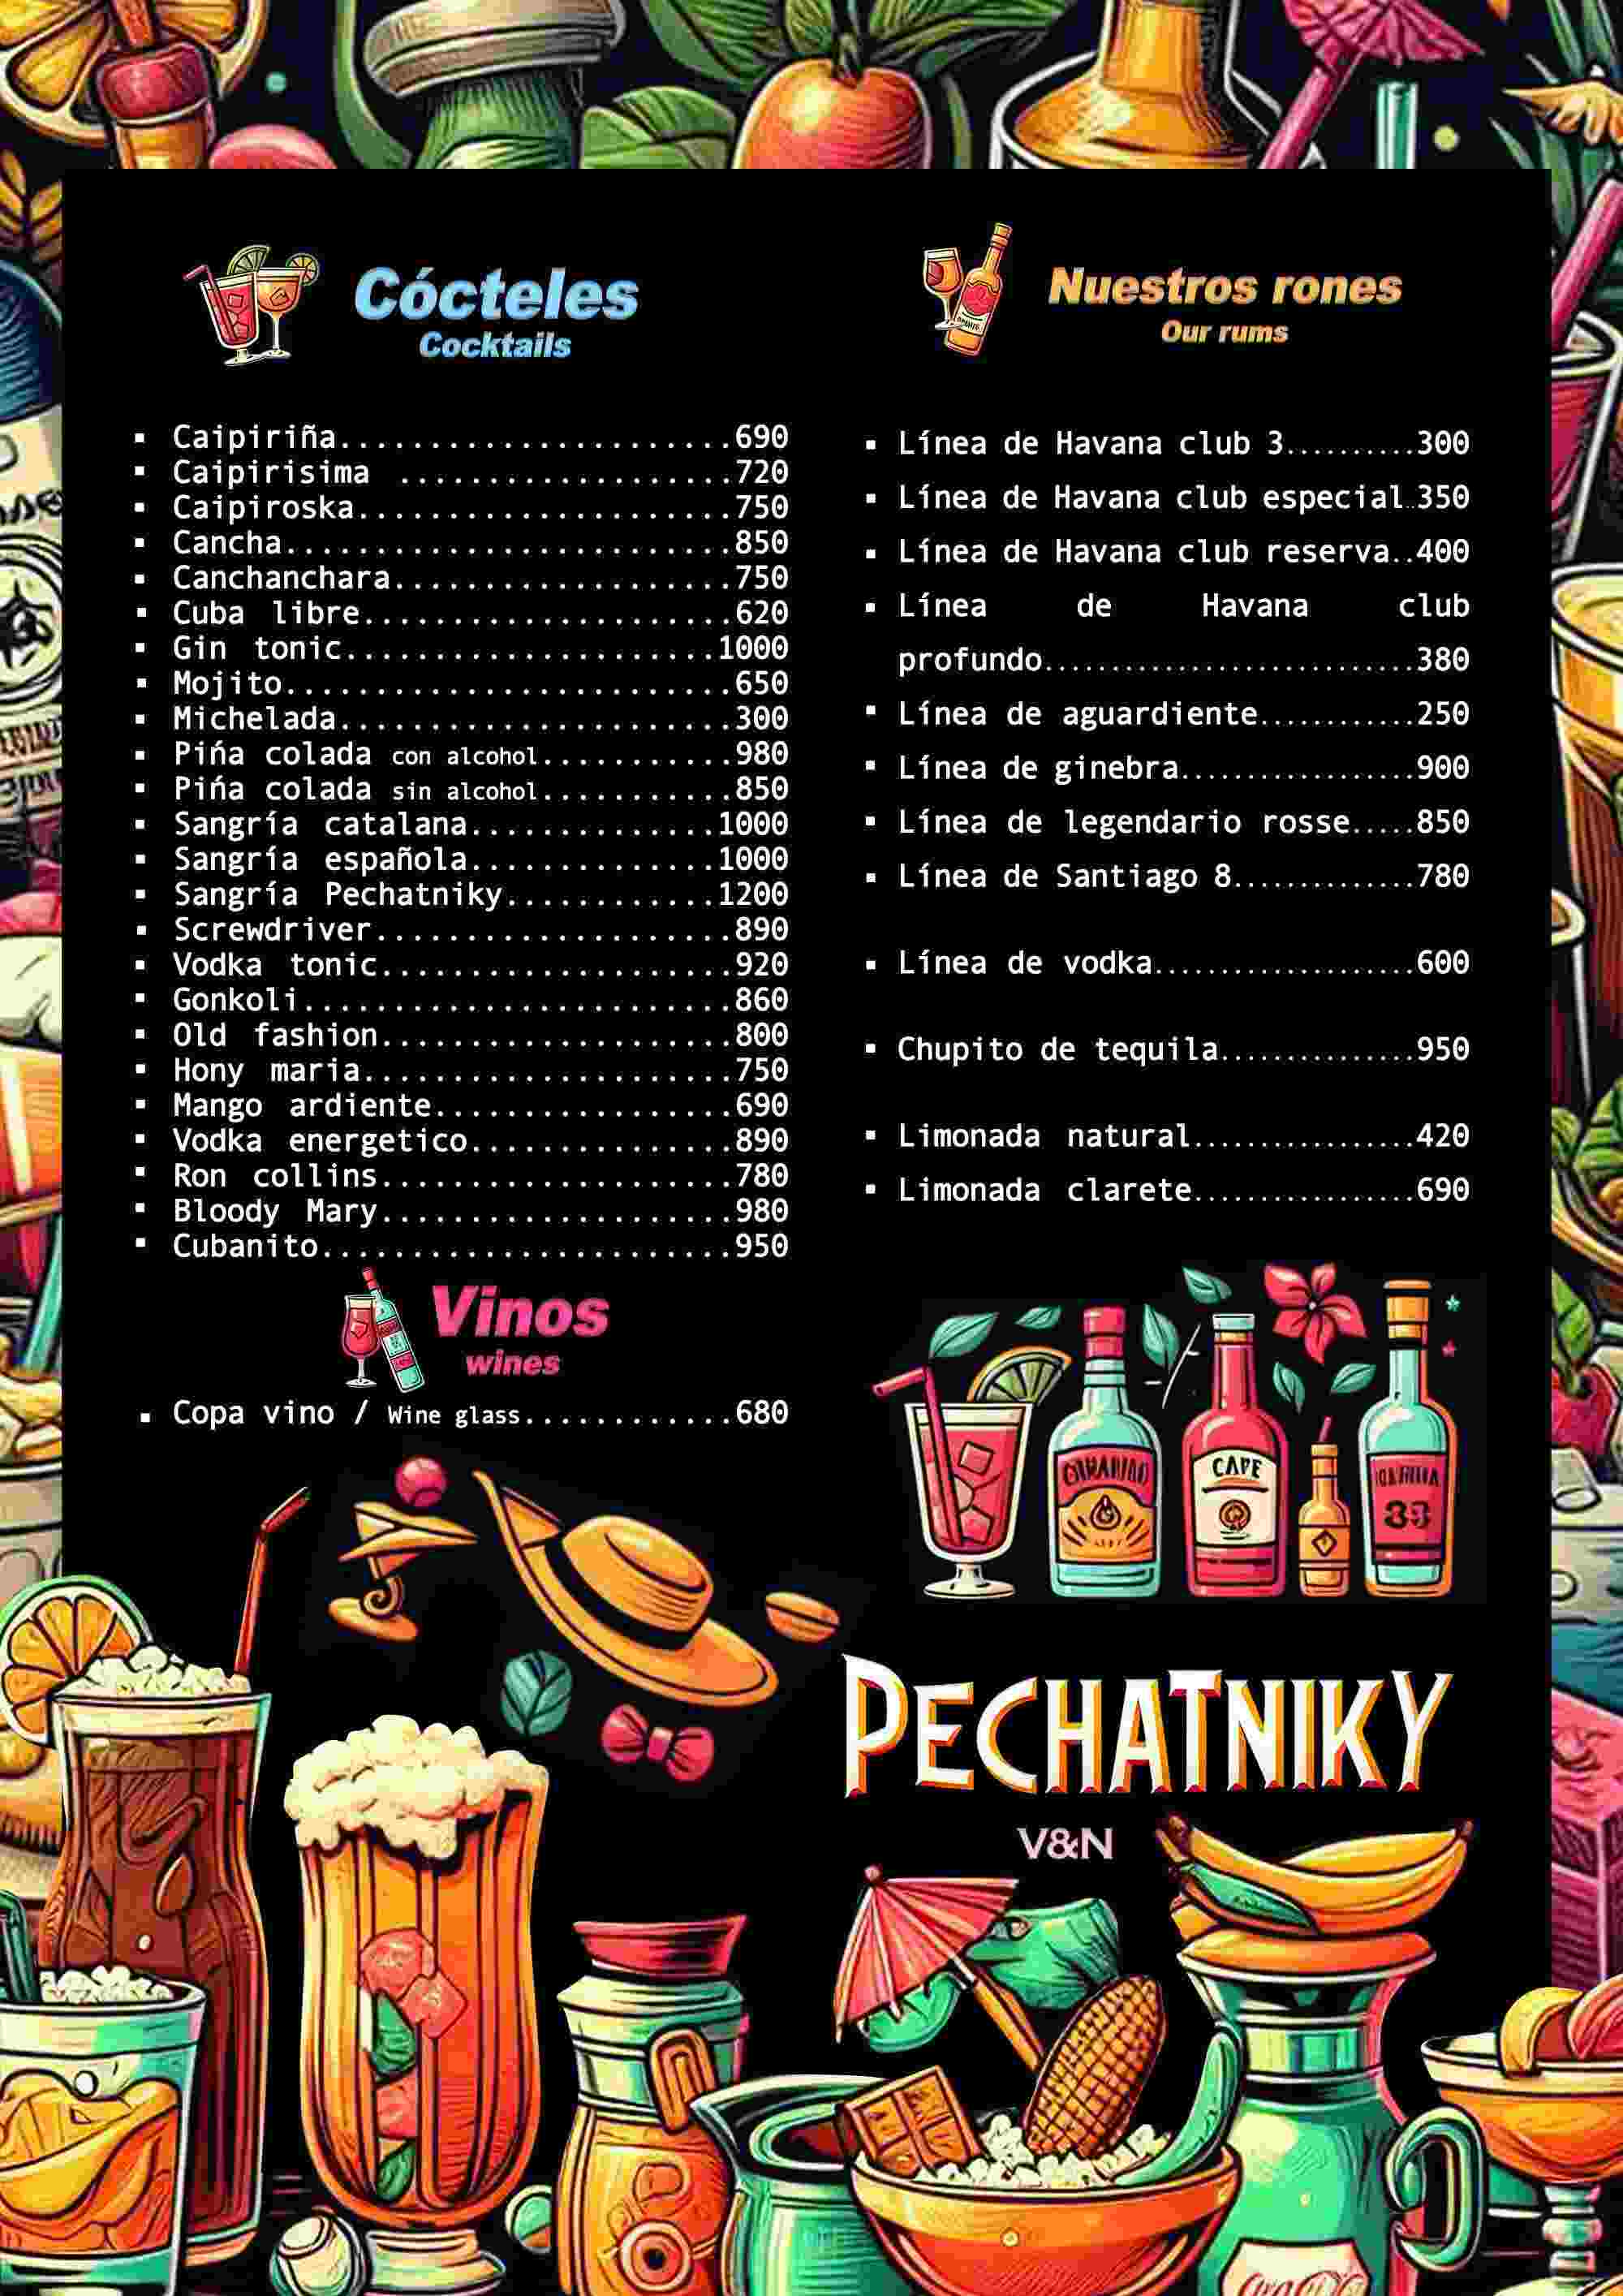 Cócteles
Cocktails
▪ Caipiriña......................690
▪ Caipirisima ...................720
▪ Caipiroska.....................750
▪ Cancha.........................850
▪ Canchanchara...................750
▪ Cuba libre.....................620
▪ Gin tonic.....................1000
▪ Mojito.........................650
▪ Michelada......................300
▪ Pińa colada con alcohol...........980
▪ Pińa colada sin alcohol...........850
▪ Sangría catalana..............1000
▪ Sangría española..............1000
▪ Sangría Pechatniky............1200
▪ Screwdriver....................890
▪ Vodka tonic....................920
▪ Gonkoli........................860
▪ Old fashion....................800
▪ Hony maria.....................750
▪ Mango ardiente.................690
▪ Vodka energetico...............890
▪ Ron collins....................780
▪ Bloody Mary....................980
▪ Cubanito.......................950
Vinos
wines
▪ Copa vino / Wine glass............680
Nuestros rones
Our rums
▪ Línea de Havana club 3..........300
▪ Línea de Havana club especial..350
▪ Línea de Havana club reserva..400
▪ Línea de Havana club
profundo............................380
▪ Línea de aguardiente............250
▪ Línea de ginebra..................900
▪ Línea de legendario rosse.....850
▪ Línea de Santiago 8..............780
▪ Línea de vodka....................600
▪ Chupito de tequila...............950
▪ Limonada natural.................420
▪ Limonada clarete.................690
CAPE
33
PECHATNIKY
V&N